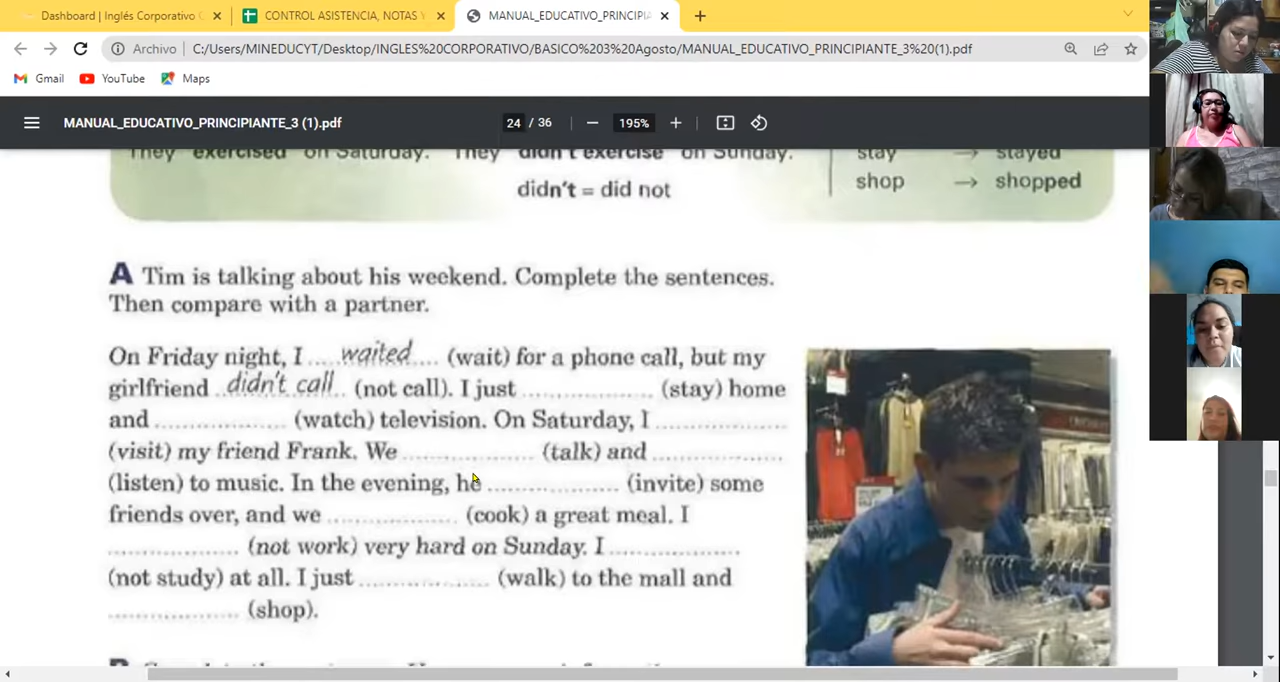 Dashboard | Inglés Corporativo
CONTROL ASISTENCIA, NOTAS Y
MANUAL_EDUCATIVO_PRINCIPIA
Archivo | C:/Users/MINEDUCYT/Desktop/INGLES%20CORPORATIVO/BASICO%203%20Agosto/MANUAL_EDUCATIVO_PRINCIPIANTE_3%20(1).pdf
Gmail YouTube Maps
MANUAL_EDUCATIVO_PRINCIPIANTE_3 (1).pdf 24 / 36 195%
They exercised on Saturday. They didn't exercise on Sunday. stay → stayed
didn't = did not shop → shopped
A Tim is talking about his weekend. Complete the sentences.
Then compare with a partner.
On Friday night, I .... waited .... (wait) for a phone call, but my
girlfriend .. didn't call .. (not call). I just .................... (stay) home
and .................... (watch) television. On Saturday, I ....................
(visit) my friend Frank. We .................... (talk) and ....................
(listen) to music. In the evening, he .................... (invite) some
friends over, and we .................... (cook) a great meal. I
.................... (not work) very hard on Sunday. I ....................
(not study) at all. I just .................... (walk) to the mall and
.................... (shop).